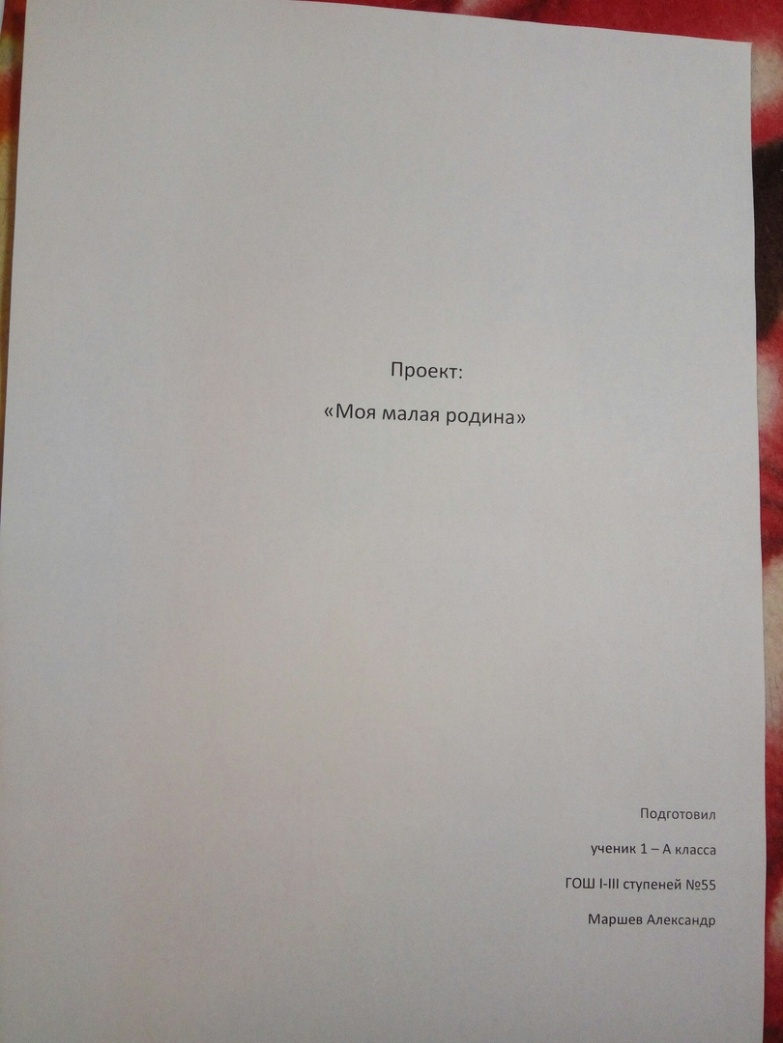 Проект:
«Моя малая родина»
Подготовил
ученик 1 – А класса
ГОШ I-III ступеней №55
Маршев Александр